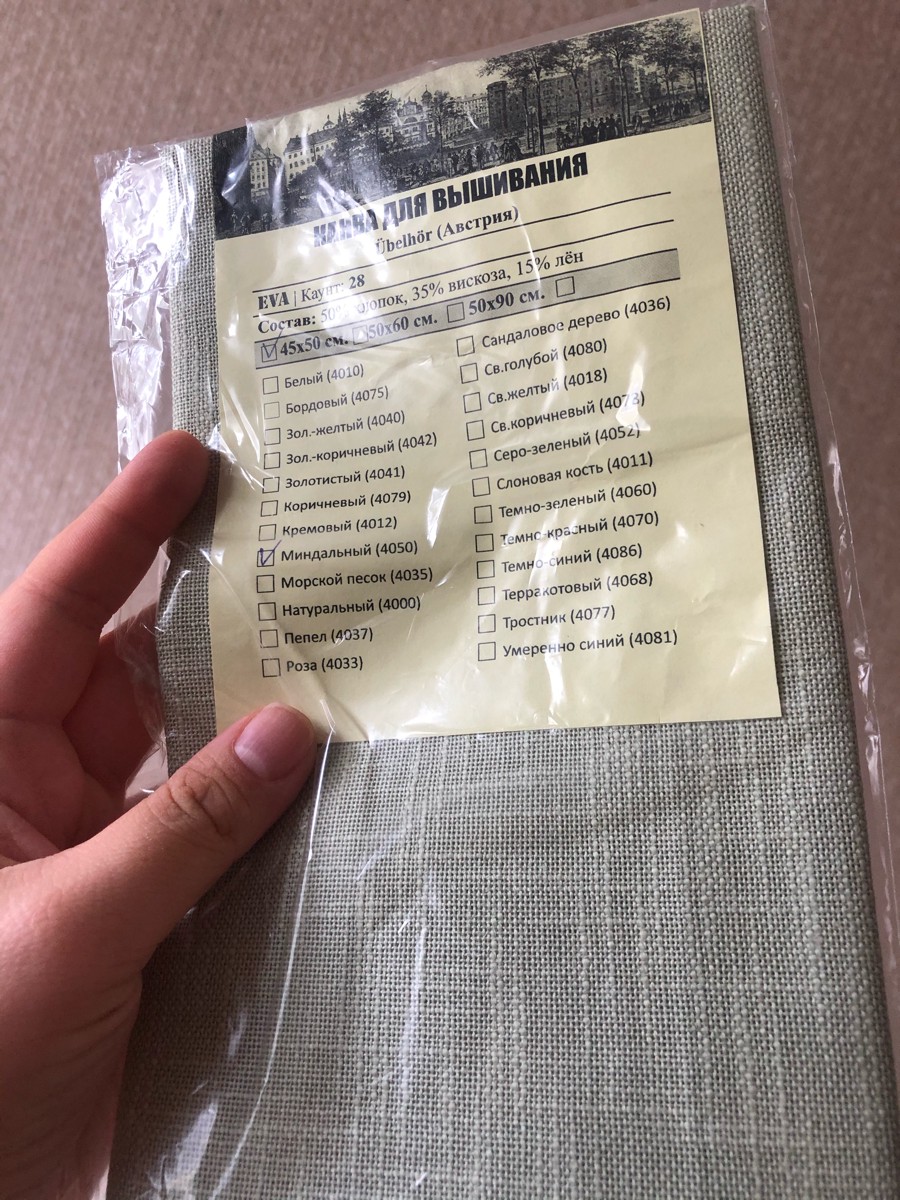 КАНВА ДЛЯ ВЫШИВАНИЯ
Übelhör (Австрия)
EVA | Каунт: 28
Состав: 50% хлопок, 35% вискоза, 15% лён
☑ 45x50 см. ☐ 50x60 см. ☐ 50x90 см. ☐
☐ Белый (4010)
☐ Бордовый (4075)
☐ Зол.-желтый (4040)
☐ Зол.-коричневый (4042)
☐ Золотистый (4041)
☐ Коричневый (4079)
☐ Кремовый (4012)
☑ Миндальный (4050)
☐ Морской песок (4035)
☐ Натуральный (4000)
☐ Пепел (4037)
☐ Роза (4033)
☐ Сандаловое дерево (4036)
☐ Св.голубой (4080)
☐ Св.желтый (4018)
☐ Св.коричневый (4073)
☐ Серо-зеленый (4052)
☐ Слоновая кость (4011)
☐ Темно-зеленый (4060)
☐ Темно-красный (4070)
☐ Темно-синий (4086)
☐ Терракотовый (4068)
☐ Тростник (4077)
☐ Умеренно синий (4081)